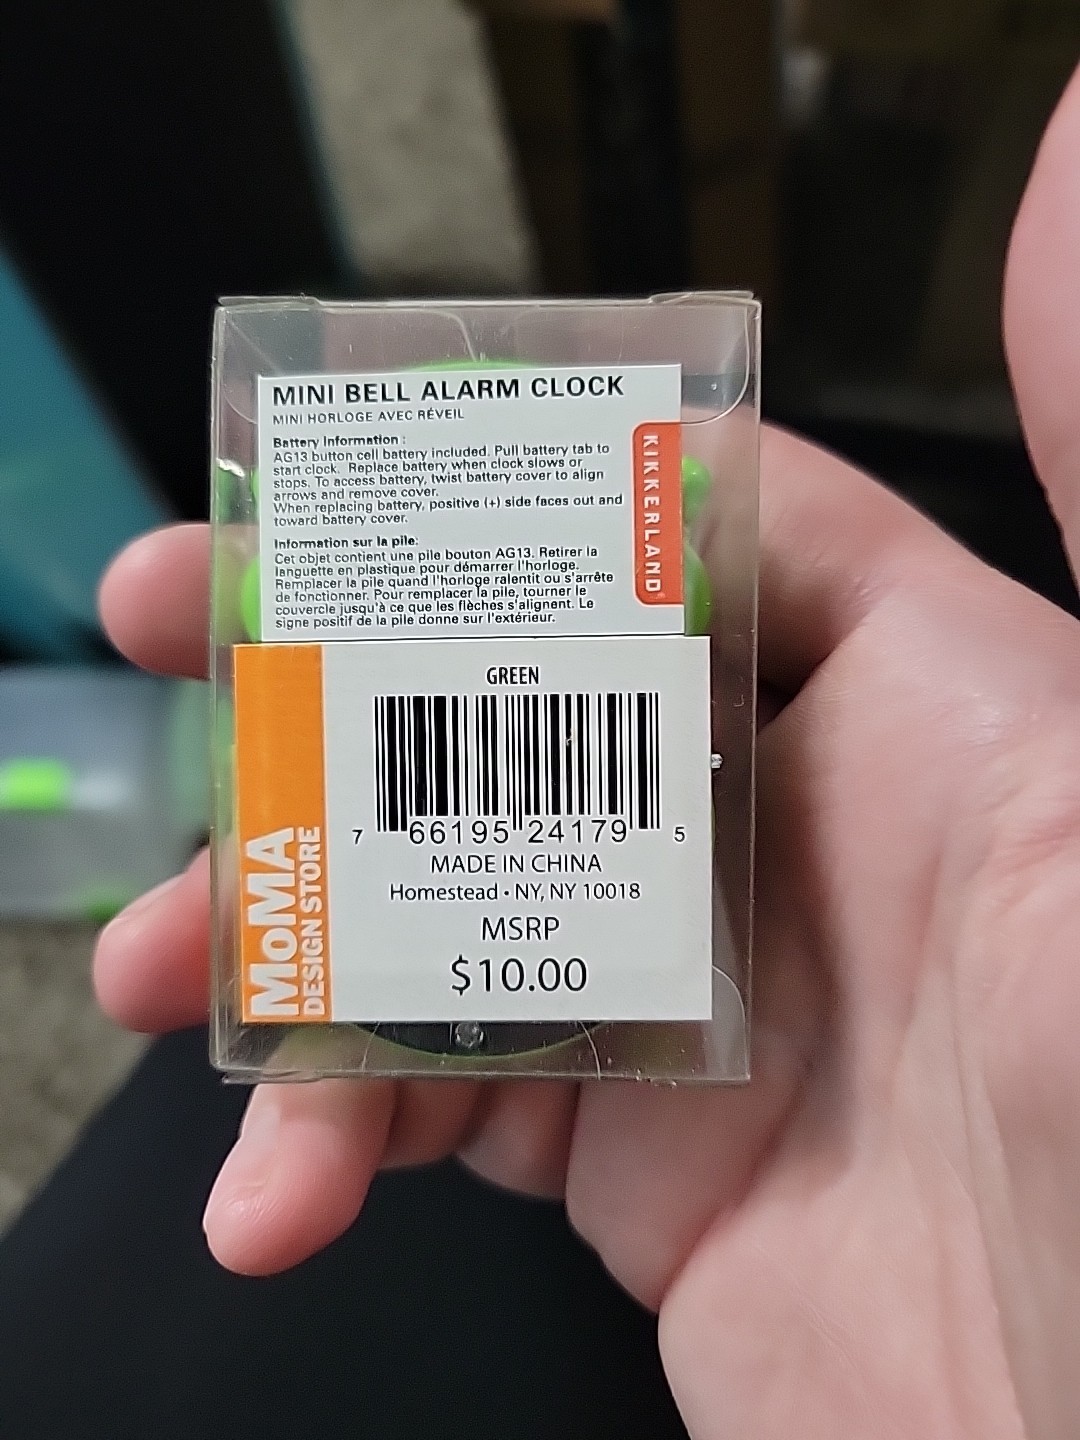 MINI BELL ALARM CLOCK
MINI HORLOGE AVEC RÉVEIL
Battery Information :
AG13 button cell battery included. Pull battery tab to
start clock. Replace battery when clock slows or
stops. To access battery, twist battery cover to align
arrows and remove cover.
When replacing battery, positive (+) side faces out and
toward battery cover.
Information sur la pile:
Cet objet contient une pile bouton AG13. Retirer la
languette en plastique pour démarrer l'horloge.
Remplacer la pile quand l'horloge ralentit ou s'arrête
de fonctionner. Pour remplacer la pile, tourner le
couvercle jusqu'à ce que les flèches s'alignent. Le
signe positif de la pile donne sur l'extérieur.
KIKKERLAND
GREEN
7 66195 24179 5
MADE IN CHINA
Homestead • NY, NY 10018
MSRP
$10.00
MoMA
DESIGN STORE